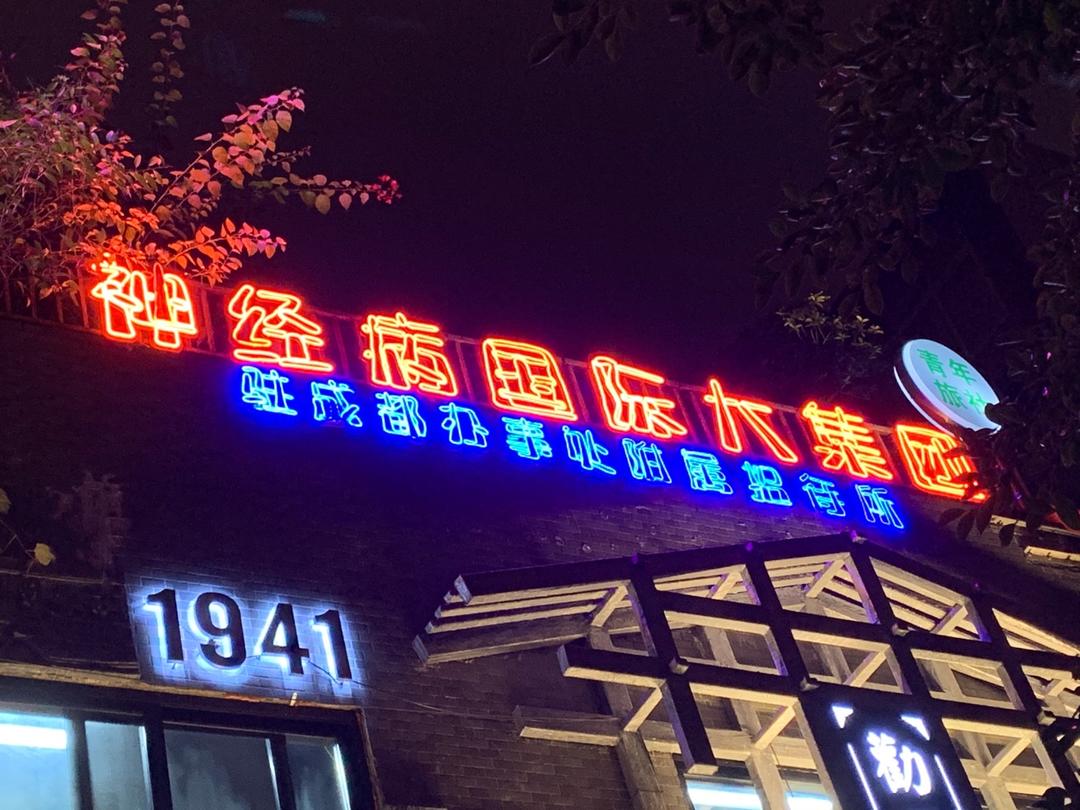 神经病国际大集团
驻成都办事处附属招待所
青年
旅社
1941
勸